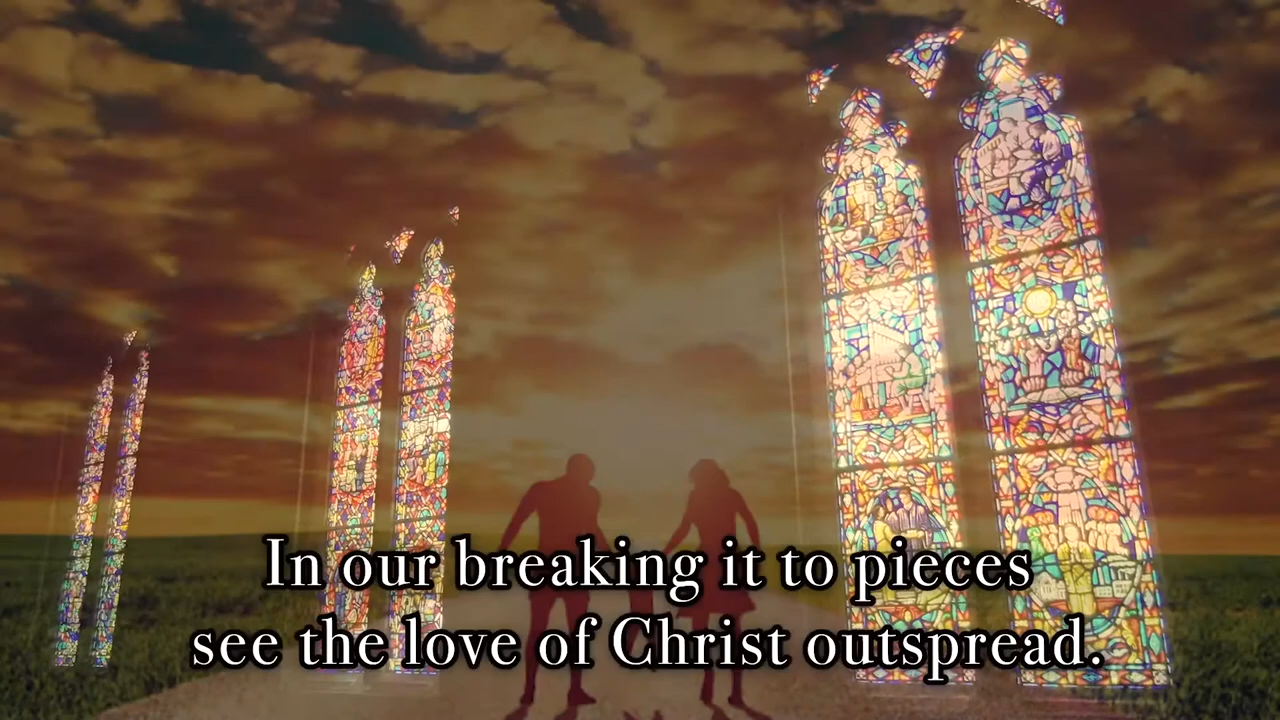 In our breaking it to pieces
see the love of Christ outspread.